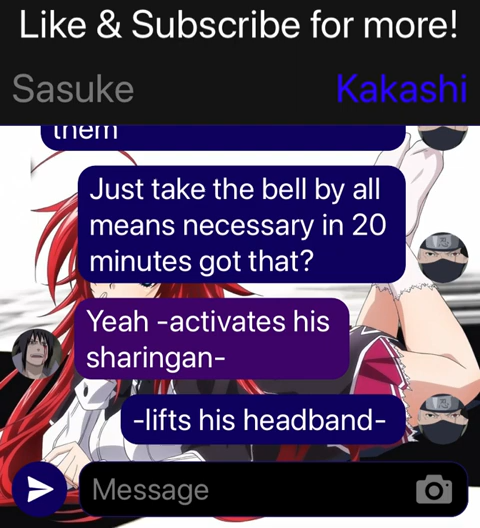 Like & Subscribe for more!
Sasuke Kakashi
them
Just take the bell by all
means necessary in 20
minutes got that?
Yeah -activates his
sharingan-
-lifts his headband-
Message